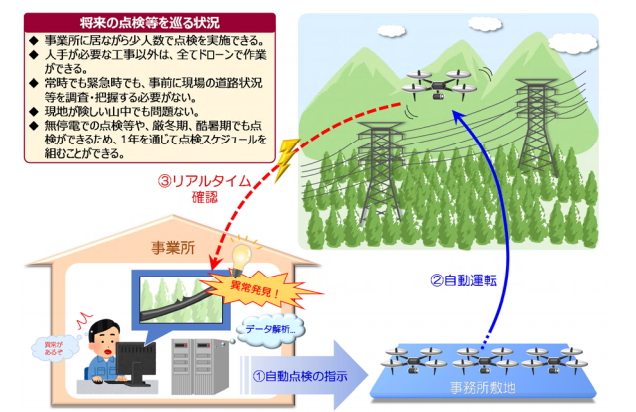 将来の点検等を巡る状況
◆ 事業所に居ながら少人数で点検を実施できる。
◆ 人手が必要な工事以外は、全てドローンで作業
ができる。
◆ 常時でも緊急時でも、事前に現場の道路状況
等を調査・把握する必要がない。
◆ 現地が険しい山中でも問題ない。
◆ 無停電での点検等や、厳冬期、酷暑期でも点
検ができるため、1年を通じて点検スケジュールを
組むことができる。
③リアルタイム
確認
事業所
異常発見!
②自動運転
データ解析...
異常が
あるぞ
①自動点検の指示
事務所敷地